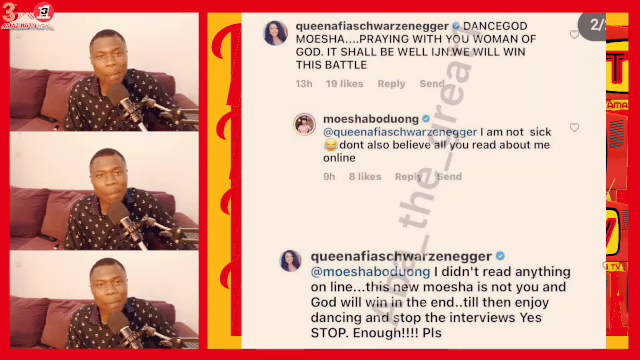 3
3
2/
queenafiaschwarzenegger DANCEGOD
MOESHA....PRAYING WITH YOU WOMAN OF
GOD. IT SHALL BE WELL IJN.WE WILL WIN
THIS BATTLE
13h 19 likes Reply Send
moeshaboduong
@queenafiaschwarzenegger I am not sick
😂dont also believe all you read about me
online
9h 8 likes Reply Send
queenafiaschwarzenegger
@moeshaboduong I didn't read anything
on line...this new moesha is not you and
God will win in the end..till then enjoy
dancing and stop the interviews Yes
STOP. Enough!!!! Pls